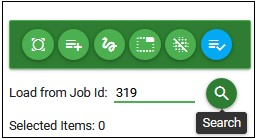 Load from Job Id: 319
Search
Selected Items: 0